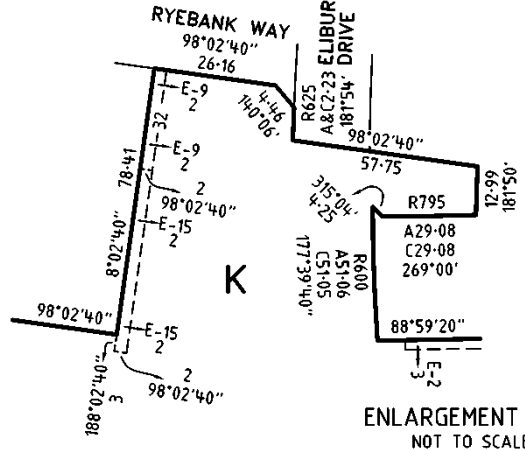 RYEBANK WAY
98°02'40"
26·16
4·46
140°06'
R625
A&C2·23
181°54'
ELIBUR
DRIVE
E-9
2
32
E-9
2
78·41
8°02'40"
2
98°02'40"
E-15
2
98°02'40"
57·75
12·99
181°50'
315°04'
4·25
R795
A29·08
C29·08
269°00'
R600
A51·06
C51·05
177°39'40"
K
98°02'40"
E-15
2
2
98°02'40"
188°02'40"
3
88°59'20"
E-2
3
ENLARGEMENT
NOT TO SCALE